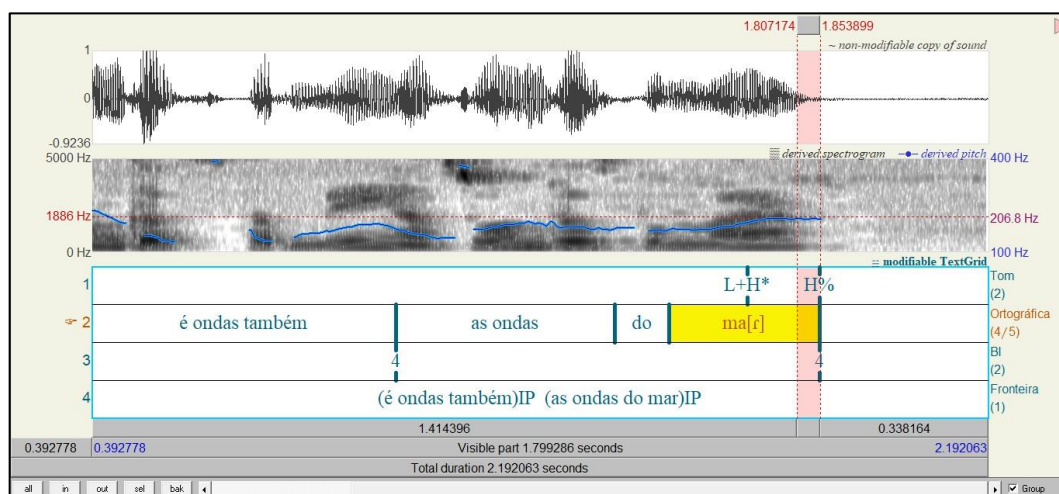 1.807174 1.853899
1
~ non-modifiable copy of sound
0
-0.9236
5000 Hz
derived spectrogram derived pitch
400 Hz
1886 Hz
206.8 Hz
0 Hz
100 Hz
modifiable TextGrid
1 L+H* H% Tom (2)
2 é ondas também as ondas do ma[ɾ] Ortográfica (4/5)
3 4 4 BI (2)
4 (é ondas também)IP (as ondas do mar)IP Fronteira (1)
1.414396 0.338164
0.392778 0.392778 Visible part 1.799286 seconds 2.192063
Total duration 2.192063 seconds
all in out sel bak Group